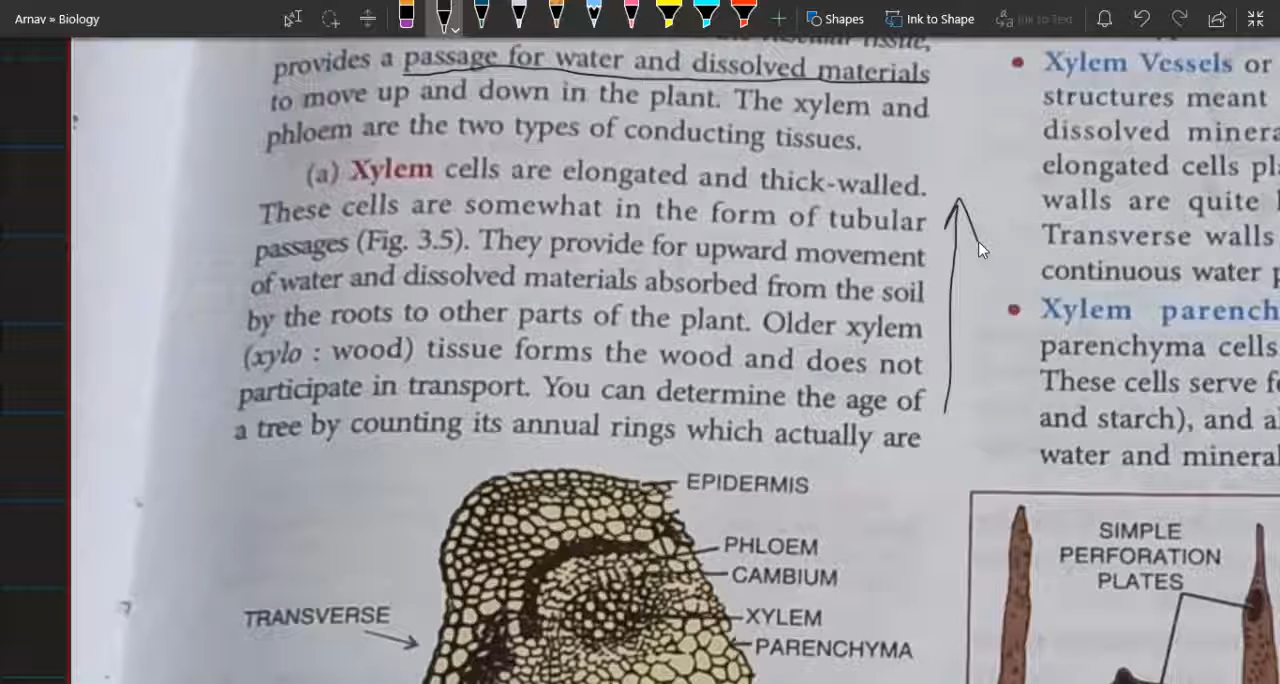 Arnav » Biology
Shapes
Ink to Shape
Ink to Text
tissue,
provides a passage for water and dissolved materials
to move up and down in the plant. The xylem and
phloem are the two types of conducting tissues.
(a) Xylem cells are elongated and thick-walled.
These cells are somewhat in the form of tubular
passages (Fig. 3.5). They provide for upward movement
of water and dissolved materials absorbed from the soil
by the roots to other parts of the plant. Older xylem
(xylo : wood) tissue forms the wood and does not
participate in transport. You can determine the age of
a tree by counting its annual rings which actually are
EPIDERMIS
PHLOEM
CAMBIUM
XYLEM
PARENCHYMA
TRANSVERSE
• Xylem Vessels or
structures meant
dissolved minera
elongated cells pl
walls are quite
Transverse walls
continuous water p
• Xylem parench
parenchyma cells
These cells serve f
and starch), and a
water and mineral
SIMPLE
PERFORATION
PLATES